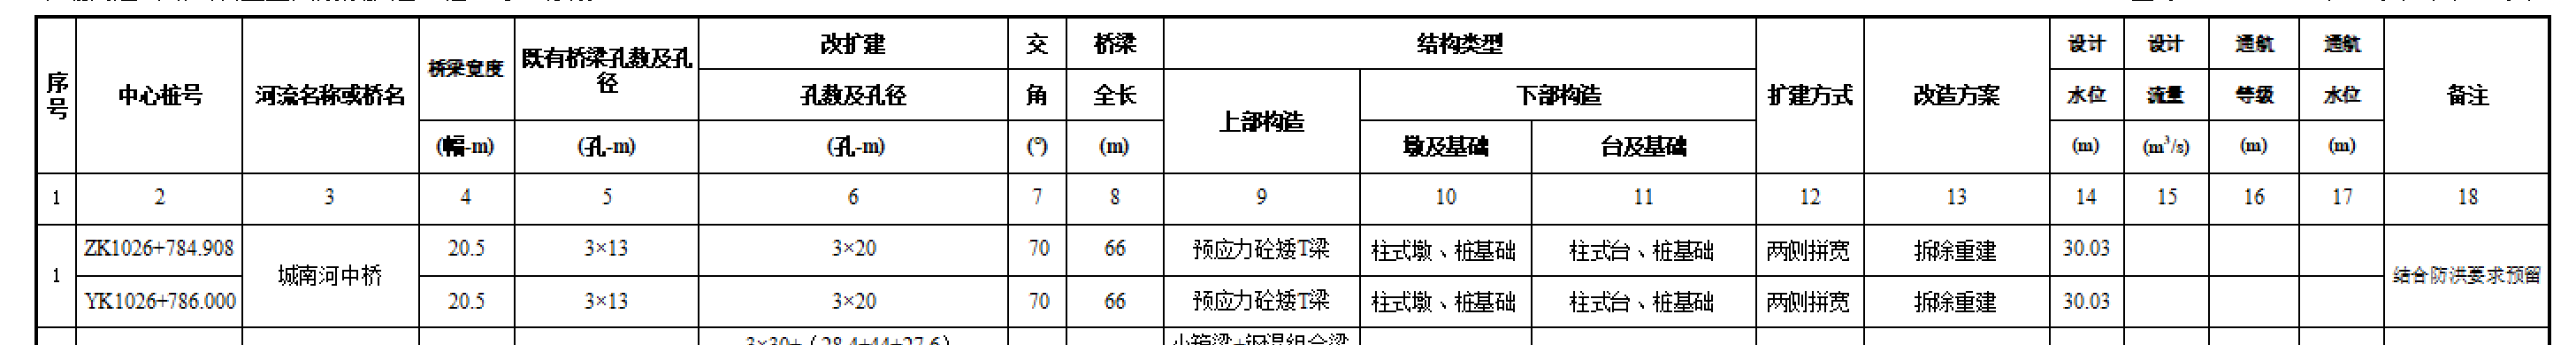 序号 中心桩号 河流名称或桥名 桥梁宽度 (幅-m) 既有桥梁孔数及孔径 (孔-m) 改扩建 孔数及孔径 (孔-m) 交角 (°) 桥梁全长 (m) 结构类型 上部构造 下部构造 墩及基础 台及基础 扩建方式 改造方案 设计水位 (m) 设计流量 (m³/s) 通航等级 (m) 通航水位 (m) 备注
1 2 3 4 5 6 7 8 9 10 11 12 13 14 15 16 17 18
1 ZK1026+784.908 城南河中桥 20.5 3×13 3×20 70 66 预应力砼矮T梁 柱式墩、桩基础 柱式台、桩基础 两侧拼宽 拆除重建 30.03 结合防洪要求预留
YK1026+786.000 20.5 3×13 3×20 70 66 预应力砼矮T梁 柱式墩、桩基础 柱式台、桩基础 两侧拼宽 拆除重建 30.03
3×30+（28.4+44+27.6） 小箱梁+钢混组合梁